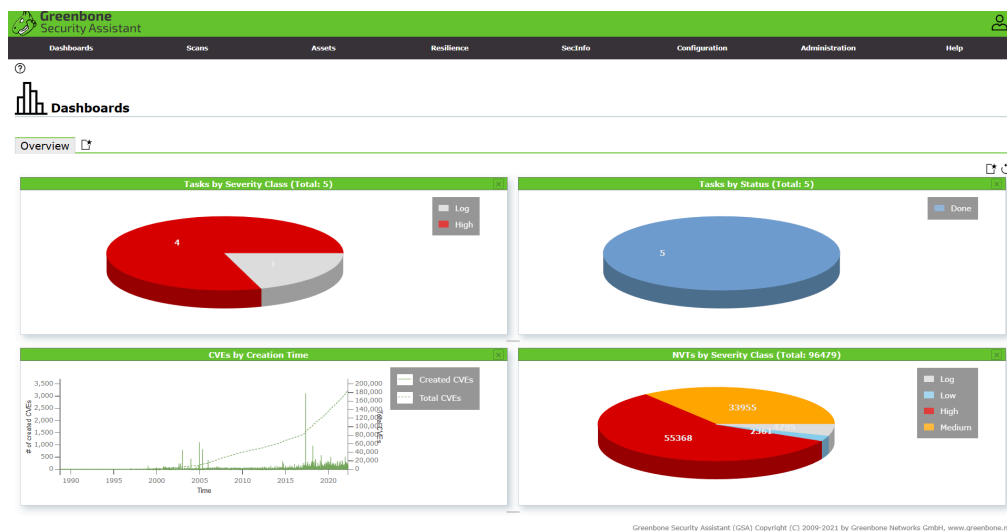 Greenbone
Security Assistant
Dashboards Scans Assets Resilience SecInfo Configuration Administration Help
Dashboards
Overview
Tasks by Severity Class (Total: 5)
4
1
Log
High
Tasks by Status (Total: 5)
5
Done
CVEs by Creation Time
# of created CVEs
3,500
3,000
2,500
2,000
1,500
1,000
500
0
1990 1995 2000 2005 2010 2015 2020
Time
200,000
180,000
160,000
140,000
120,000
100,000
80,000
60,000
40,000
20,000
0
Created CVEs
Total CVEs
NVTs by Severity Class (Total: 96479)
33955
55368
2361
Log
Low
High
Medium
Greenbone Security Assistant (GSA) Copyright (C) 2009-2021 by Greenbone Networks GmbH,